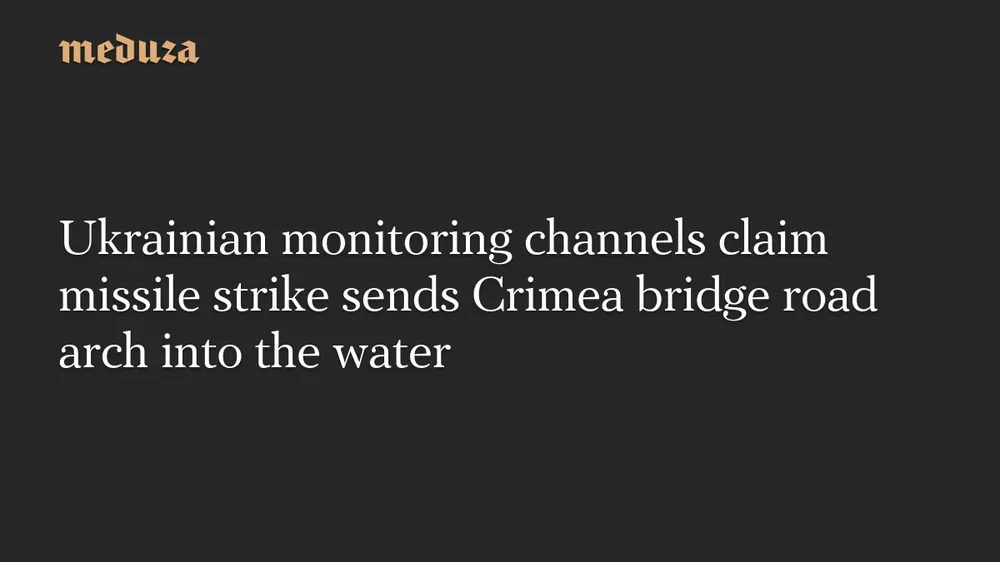 meduza
Ukrainian monitoring channels claim
missile strike sends Crimea bridge road
arch into the water